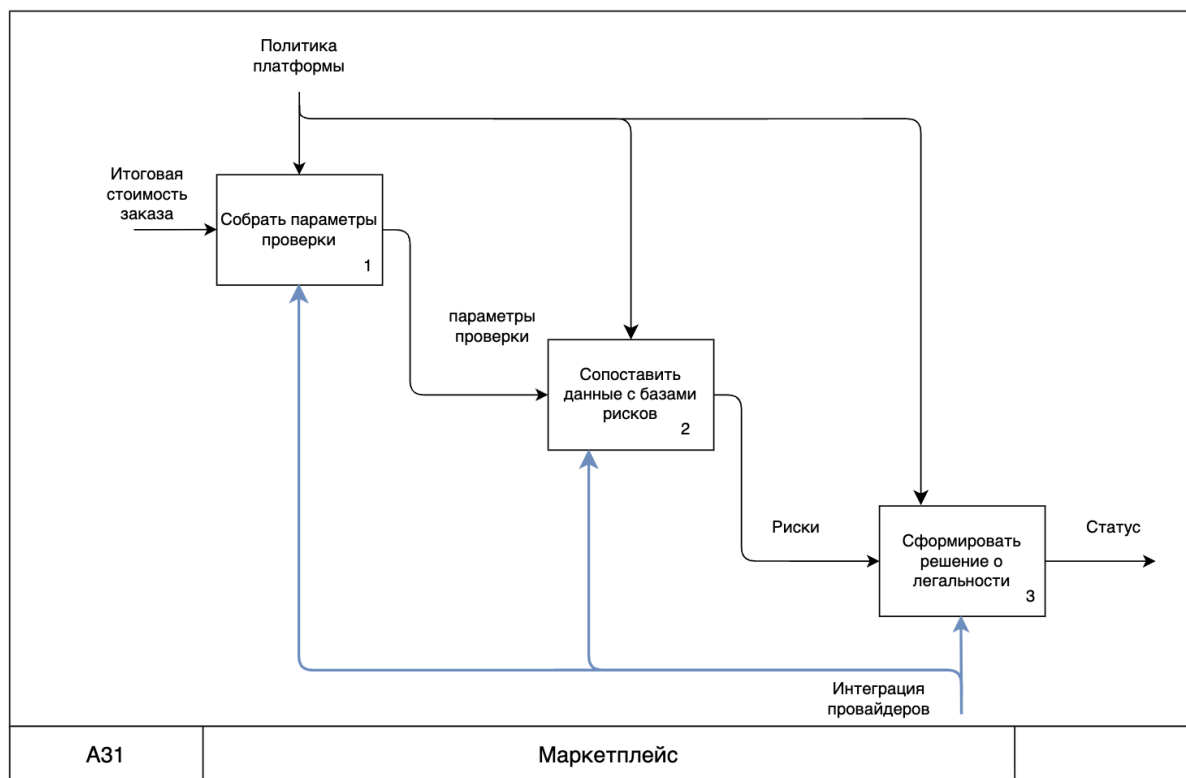 Политика
платформы
Итоговая
стоимость
заказа
Собрать параметры
проверки
1
параметры
проверки
Сопоставить
данные с базами
рисков
2
Риски
Сформировать
решение о
легальности
3
Статус
Интеграция
провайдеров
А31
Маркетплейс